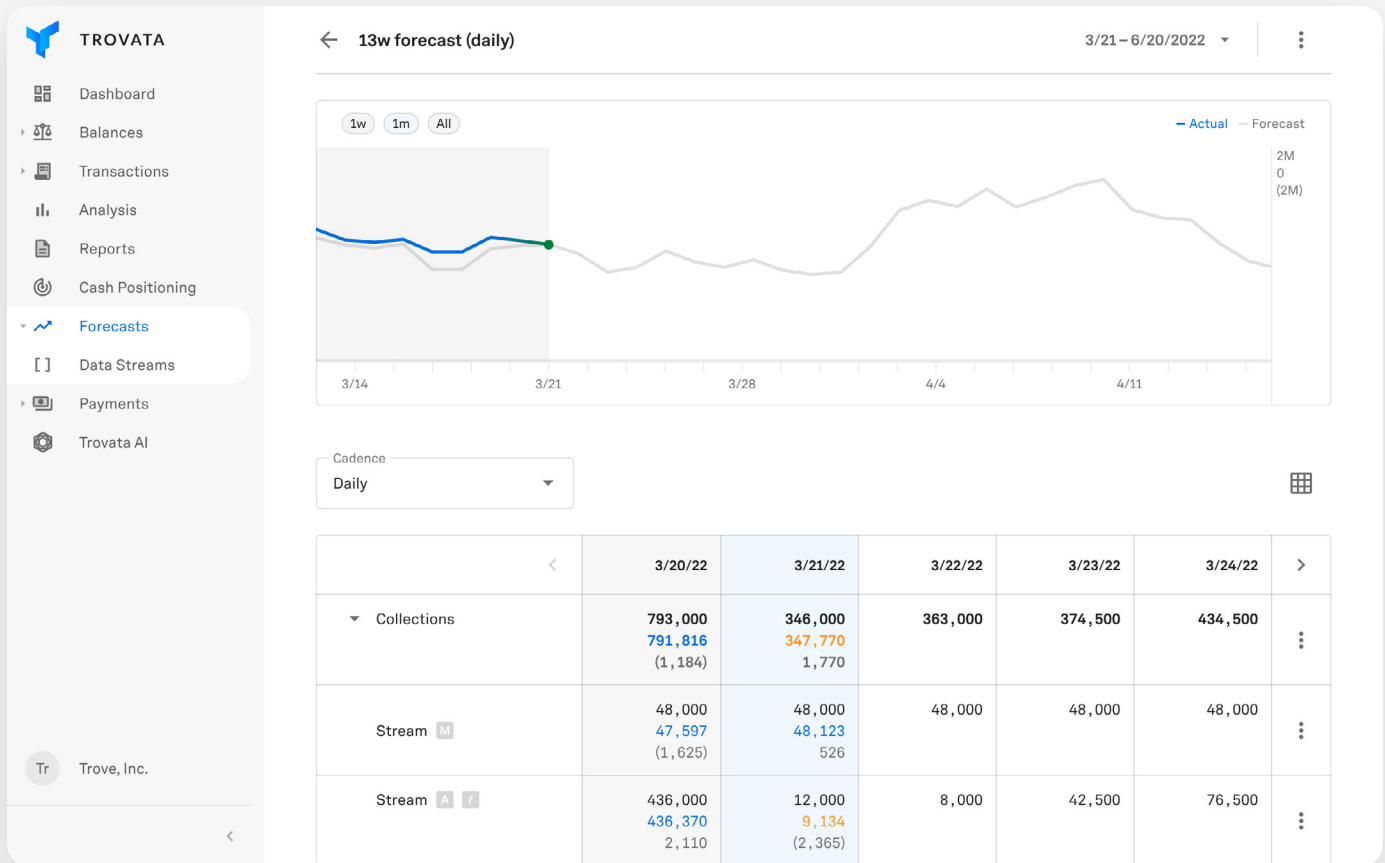 TROVATA
Dashboard
Balances
Transactions
Analysis
Reports
Cash Positioning
Forecasts
[ ] Data Streams
Payments
Trovata AI
Tr Trove, Inc.
13w forecast (daily)
3/21 – 6/20/2022
1w 1m All
Actual Forecast
2M
0
(2M)
3/14 3/21 3/28 4/4 4/11
Cadence
Daily
3/20/22 3/21/22 3/22/22 3/23/22 3/24/22
Collections 793,000 346,000 363,000 374,500 434,500
791,816 347,770
(1,184) 1,770
48,000 48,000 48,000 48,000 48,000
Stream M 47,597 48,123
(1,625) 526
Stream A f 436,000 12,000 8,000 42,500 76,500
436,370 9,134
2,110 (2,365)